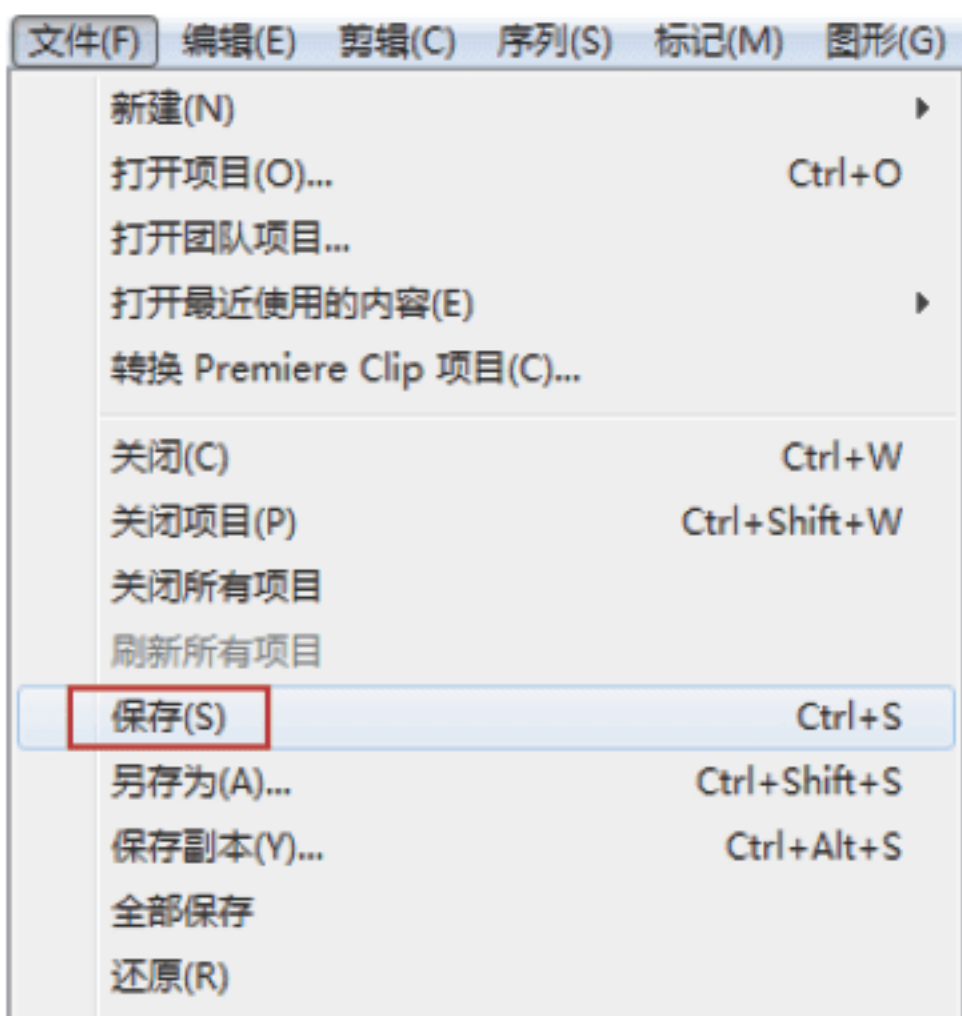 文件(F) 编辑(E) 剪辑(C) 序列(S) 标记(M) 图形(G)
新建(N)
打开项目(O)... Ctrl+O
打开团队项目...
打开最近使用的内容(E)
转换 Premiere Clip 项目(C)...
关闭(C) Ctrl+W
关闭项目(P) Ctrl+Shift+W
关闭所有项目
刷新所有项目
保存(S) Ctrl+S
另存为(A)... Ctrl+Shift+S
保存副本(Y)... Ctrl+Alt+S
全部保存
还原(R)